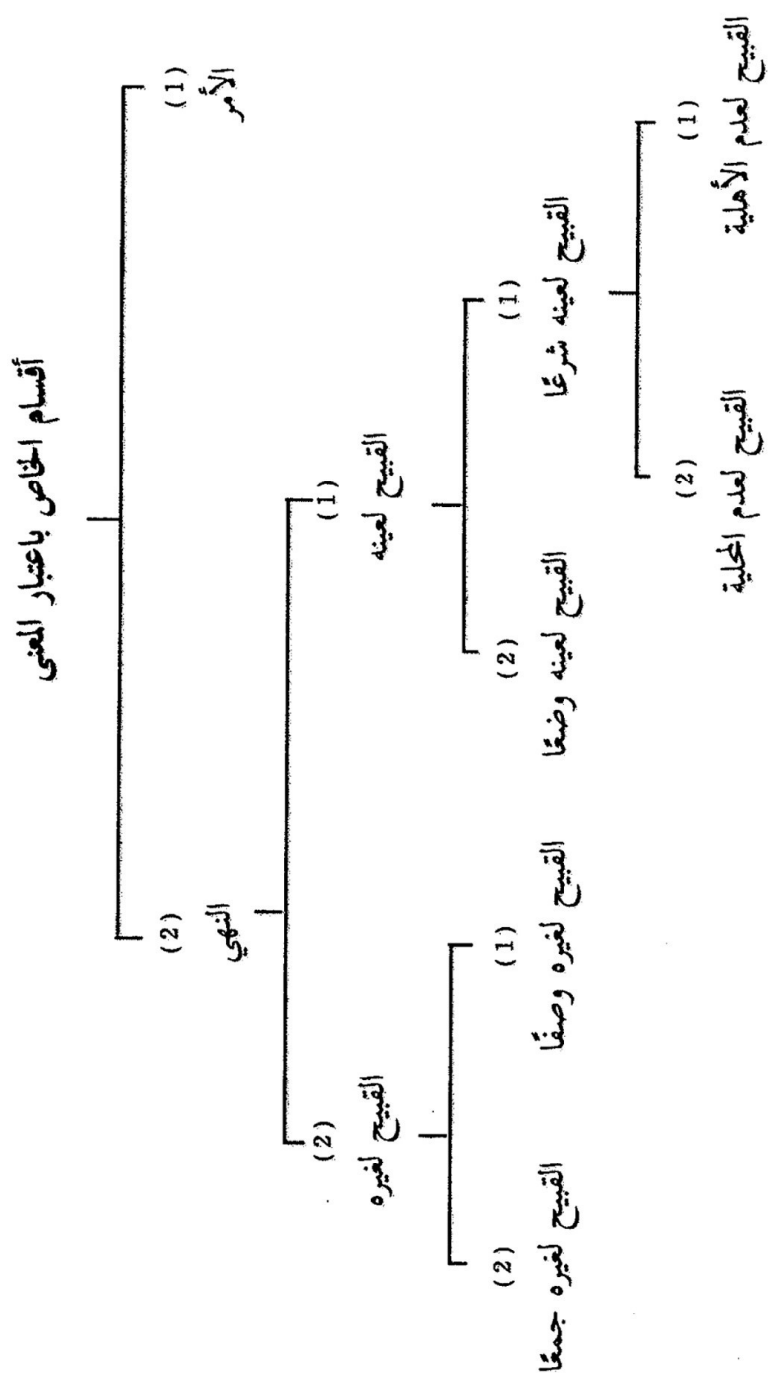 أقسام الخاص باعتبار المعنى
(1)
الأمر
(2)
النهي
(1)
القبيح لعينه
(2)
القبيح لغيره
(1)
القبيح لعينه شرعًا
(2)
القبيح لعينه وضعًا
(1)
القبيح لغيره وصفًا
(2)
القبيح لغيره جمعًا
(1)
القبيح لعدم الأهلية
(2)
القبيح لعدم المحلية